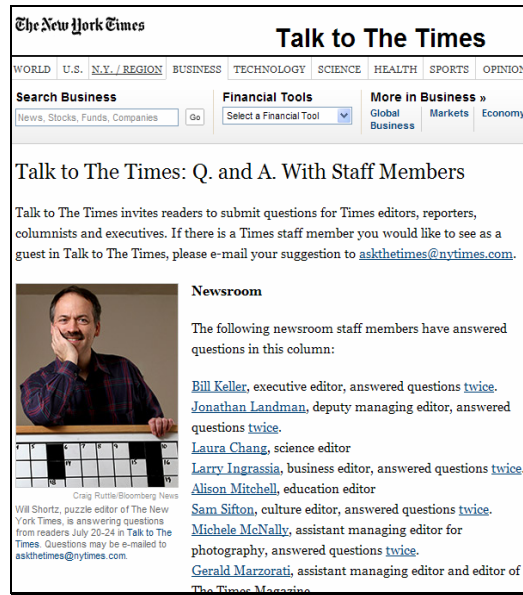 The New York Times
Talk to The Times
WORLD U.S. N.Y. / REGION BUSINESS TECHNOLOGY SCIENCE HEALTH SPORTS OPINION
Search Business
Financial Tools
More in Business »
News, Stocks, Funds, Companies
Go
Select a Financial Tool
Global Business
Markets
Economy
Talk to The Times: Q. and A. With Staff Members
Talk to The Times invites readers to submit questions for Times editors, reporters,
columnists and executives. If there is a Times staff member you would like to see as a
guest in Talk to The Times, please e-mail your suggestion to askthetimes@nytimes.com.
Newsroom
The following newsroom staff members have answered
questions in this column:
Bill Keller, executive editor, answered questions twice.
Jonathan Landman, deputy managing editor, answered
questions twice.
Laura Chang, science editor
Larry Ingrassia, business editor, answered questions twice.
Alison Mitchell, education editor
Sam Sifton, culture editor, answered questions twice.
Michele McNally, assistant managing editor for
photography, answered questions twice.
Gerald Marzorati, assistant managing editor and editor of
The Times Magazine
Craig Ruttle/Bloomberg News
Will Shortz, puzzle editor of The New
York Times, is answering questions
from readers July 20-24 in Talk to The
Times. Questions may be e-mailed to
askthetimes@nytimes.com.